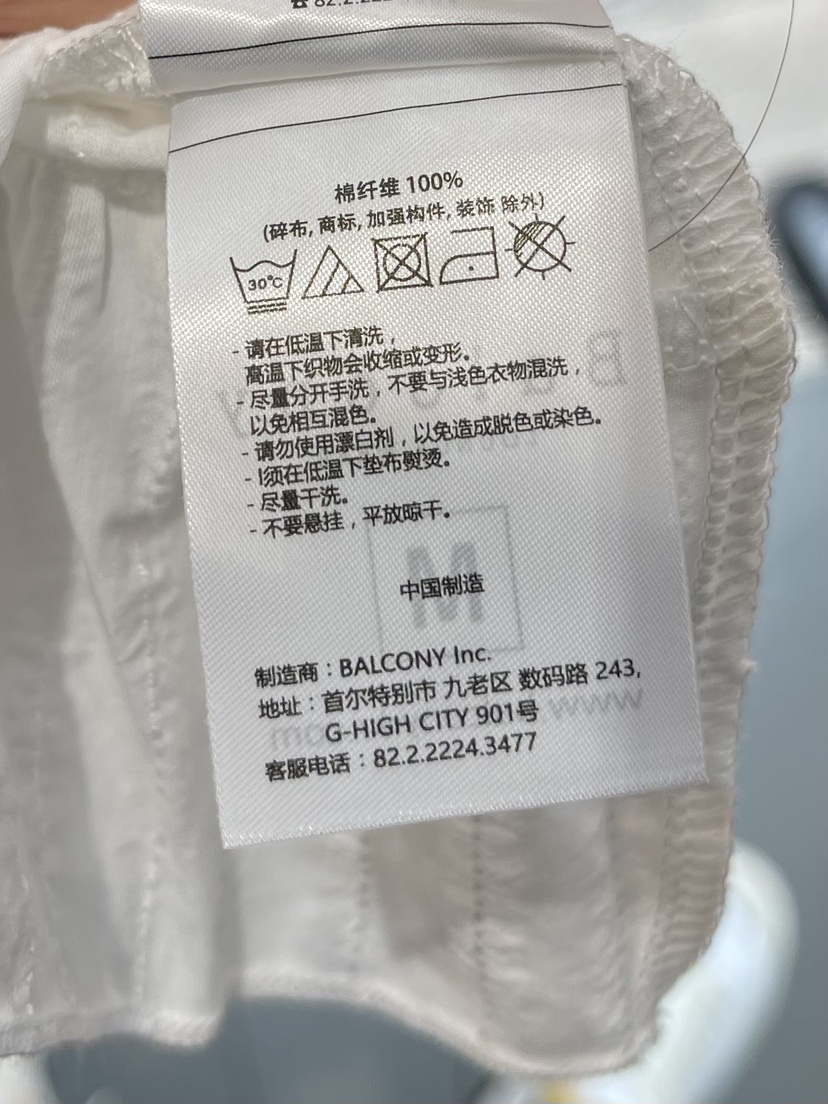 棉纤维 100%
(碎布, 商标, 加强构件, 装饰 除外)
30℃
- 请在低温下清洗，
高温下织物会收缩或变形。
- 尽量分开手洗，不要与浅色衣物混洗，
以免相互混色。
- 请勿使用漂白剂，以免造成脱色或染色。
- I须在低温下垫布熨烫。
- 尽量干洗。
- 不要悬挂，平放晾干。
M
中国制造
制造商：BALCONY Inc.
地址：首尔特别市 九老区 数码路 243,
G-HIGH CITY 901号
www
客服电话：82.2.2224.3477